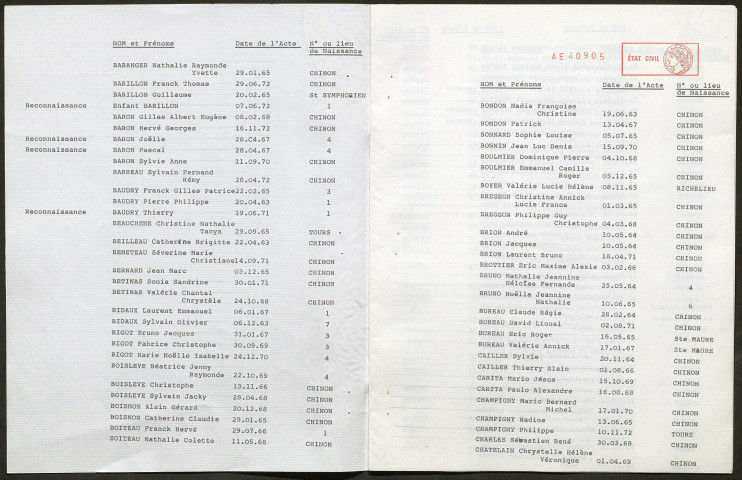 NOM et Prénoms Date de l'Acte N° ou lieu
de Naissance
BARANGER Nathalie Raymonde
Yvette 29.01.65 CHINON
BARILLON Franck Thomas 29.06.72 CHINON
BARILLON Guillaume 20.02.65 St SYMPHORIEN
Reconnaissance Enfant BARILLON 07.06.72 1
BARON Gilles Albert Eugène 08.02.68 CHINON
BARON Hervé Georges 16.11.72 CHINON
Reconnaissance BARON Joëlle 28.04.67 4
Reconnaissance BARON Pascal 28.04.67 4
BARON Sylvie Anne 11.09.70 CHINON
BARREAU Sylvain Fernand
Rémy 28.04.72 CHINON
BAUDRY Franck Gilles Patrice 22.02.65 3
BAUDRY Pierre Philippe 20.04.63 1
Reconnaissance BAUDRY Thierry 19.06.71 1
BEAUCHENE Christine Nathalie
Tanya 29.09.65 TOURS
BEILLEAU Catherine Brigitte 22.04.63 CHINON
BEMETEAU Séverine Marie
Christiane 14.09.71 CHINON
BERNARD Jean Marc 03.12.65 CHINON
BETINAS Sonia Sandrine 30.01.71 CHINON
BETINAS Valérie Chantal
Chrystèle 24.10.68 CHINON
BIDAUX Laurent Emmanuel 06.01.67 1
BIDAUX Sylvain Olivier 06.12.63 7
BIGOT Bruno Jacques 31.01.67 3
BIGOT Fabrice Christophe 30.09.69 3
BIGOT Marie Noëlle Isabelle 24.12.70 4
BOISLEVE Béatrice Jenny
Raymonde 22.10.69 4
BOISLEVE Christophe 13.11.66 CHINON
BOISLEVE Sylvain Jacky 28.04.68 CHINON
BOISNON Alain Gérard 20.12.68 CHINON
BOISNON Catherine Claudie 29.01.65 CHINON
BOITEAU Franck Hervé 29.07.66 1
BOITEAU Nathalie Colette 11.05.68 CHINON
AE 40905 ÉTAT CIVIL
NOM et Prénoms Date de l'Acte N° ou lieu
de Naissance
BONDON Nadia Françoise
Christine 19.06.63 CHINON
BONDON Patrick 13.04.67 CHINON
BONNARD Sophie Louise 05.07.65 CHINON
BONNIN Jean Luc Denis 15.09.70 CHINON
BOULMIER Dominique Pierre 04.10.68 CHINON
BOULMIER Emmanuel Camille
Roger 05.12.65 CHINON
BOYER Valérie Lucie Hélène 08.11.65 RICHELIEU
BREGEON Christine Annick
Lucie France 01.03.65 CHINON
BREGEON Philippe Guy
Christophe 04.03.68 CHINON
BRION André 10.05.64 CHINON
BRION Jacques 10.05.64 CHINON
BRION Laurent Bruno 18.04.71 CHINON
BROTTIER Eric Maxime Alexis 03.02.66 CHINON
BRUNO Nathalie Jeannine
Héloïse Fernande 25.05.64 4
BRUNO Noëlla Jeannine
Nathalie 10.06.65 6
BUREAU Claude Régis 28.02.64 CHINON
BUREAU David Lionel 02.08.71 CHINON
BUREAU Eric Roger 16.05.65 Ste MAURE
BUREAU Valérie Annick 17.01.67 Ste MAURE
CAILLER Sylvie 20.11.64 CHINON
CAILLER Thierry Alain 01.08.66 CHINON
CARITA Mario Jésus 15.10.69 CHINON
CARITA Paulo Alexandre 16.08.68 CHINON
CHAMPIGNY Mario Bernard
Michel 17.01.70 CHINON
CHAMPIGNY Nadine 13.06.65 CHINON
CHAMPIGNY Philippe 10.11.72 TOURS
CHARLES Sébastien René 30.03.68 CHINON
CHATELAIN Chrystelle Hélène
Véronique 01.04.69 CHINON